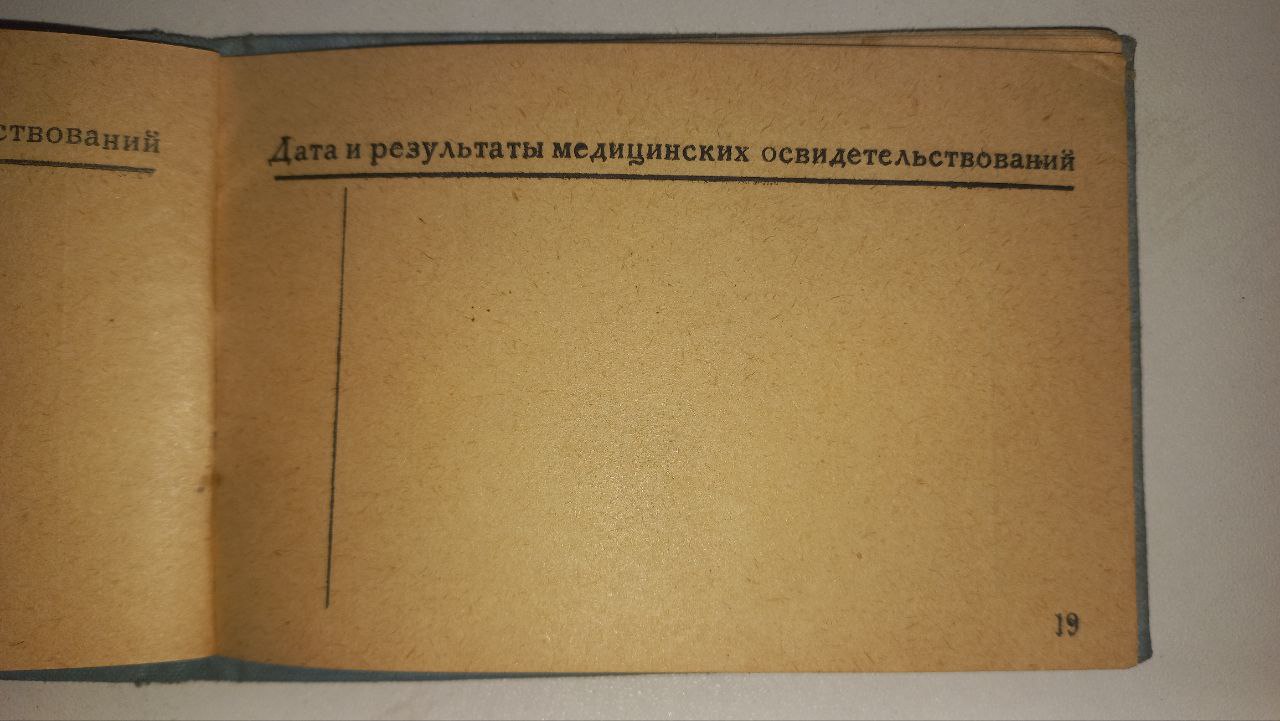 ствований
Дата и результаты медицинских освидетельствований
19